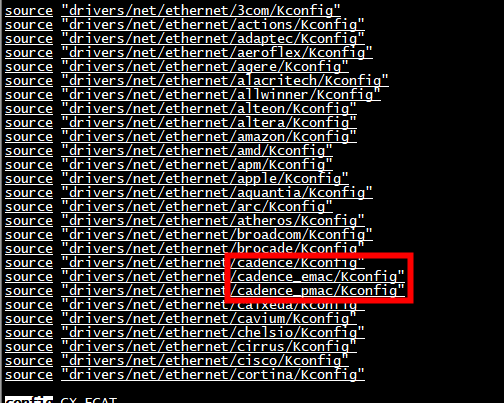 source "drivers/net/ethernet/3com/Kconfig"
source "drivers/net/ethernet/actions/Kconfig"
source "drivers/net/ethernet/adaptec/Kconfig"
source "drivers/net/ethernet/aeroflex/Kconfig"
source "drivers/net/ethernet/agere/Kconfig"
source "drivers/net/ethernet/alacritech/Kconfig"
source "drivers/net/ethernet/allwinner/Kconfig"
source "drivers/net/ethernet/alteon/Kconfig"
source "drivers/net/ethernet/altera/Kconfig"
source "drivers/net/ethernet/amazon/Kconfig"
source "drivers/net/ethernet/amd/Kconfig"
source "drivers/net/ethernet/apm/Kconfig"
source "drivers/net/ethernet/apple/Kconfig"
source "drivers/net/ethernet/aquantia/Kconfig"
source "drivers/net/ethernet/arc/Kconfig"
source "drivers/net/ethernet/atheros/Kconfig"
source "drivers/net/ethernet/broadcom/Kconfig"
source "drivers/net/ethernet/brocade/Kconfig"
source "drivers/net/ethernet/cadence/Kconfig"
source "drivers/net/ethernet/cadence_emac/Kconfig"
source "drivers/net/ethernet/cadence_pmac/Kconfig"
source "drivers/net/ethernet/calxeda/Kconfig"
source "drivers/net/ethernet/cavium/Kconfig"
source "drivers/net/ethernet/chelsio/Kconfig"
source "drivers/net/ethernet/cirrus/Kconfig"
source "drivers/net/ethernet/cisco/Kconfig"
source "drivers/net/ethernet/cortina/Kconfig"
config CX_ECAT